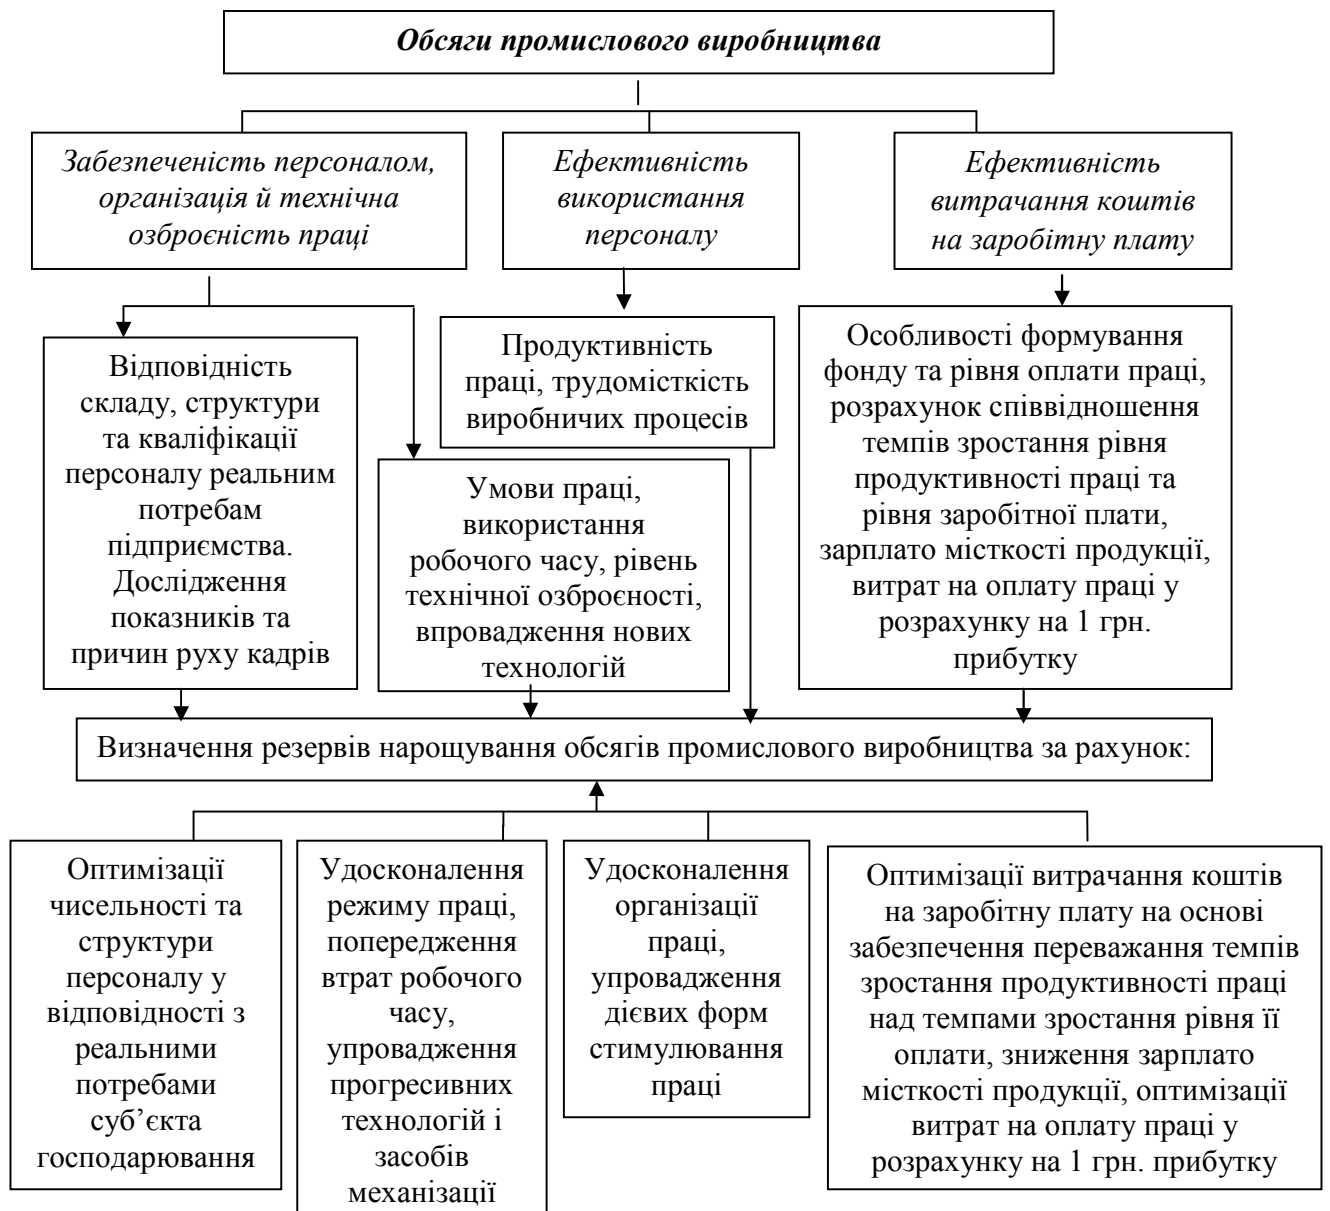 Обсяги промислового виробництва
Забезпеченість персоналом,
організація й технічна
озброєність праці
Ефективність
використання
персоналу
Ефективність
витрачання коштів
на заробітну плату
Відповідність
складу, структури
та кваліфікації
персоналу реальним
потребам
підприємства.
Дослідження
показників та
причин руху кадрів
Умови праці,
використання
робочого часу, рівень
технічної озброєності,
впровадження нових
технологій
Продуктивність
праці, трудомісткість
виробничих процесів
Особливості формування
фонду та рівня оплати праці,
розрахунок співвідношення
темпів зростання рівня
продуктивності праці та
рівня заробітної плати,
зарплато місткості продукції,
витрат на оплату праці у
розрахунку на 1 грн.
прибутку
Визначення резервів нарощування обсягів промислового виробництва за рахунок:
Оптимізації
чисельності та
структури
персоналу у
відповідності з
реальними
потребами
суб’єкта
господарювання
Удосконалення
режиму праці,
попередження
втрат робочого
часу,
упровадження
прогресивних
технологій і
засобів
механізації
Удосконалення
організації
праці,
упровадження
дієвих форм
стимулювання
праці
Оптимізації витрачання коштів
на заробітну плату на основі
забезпечення переважання темпів
зростання продуктивності праці
над темпами зростання рівня її
оплати, зниження зарплато
місткості продукції, оптимізації
витрат на оплату праці у
розрахунку на 1 грн. прибутку